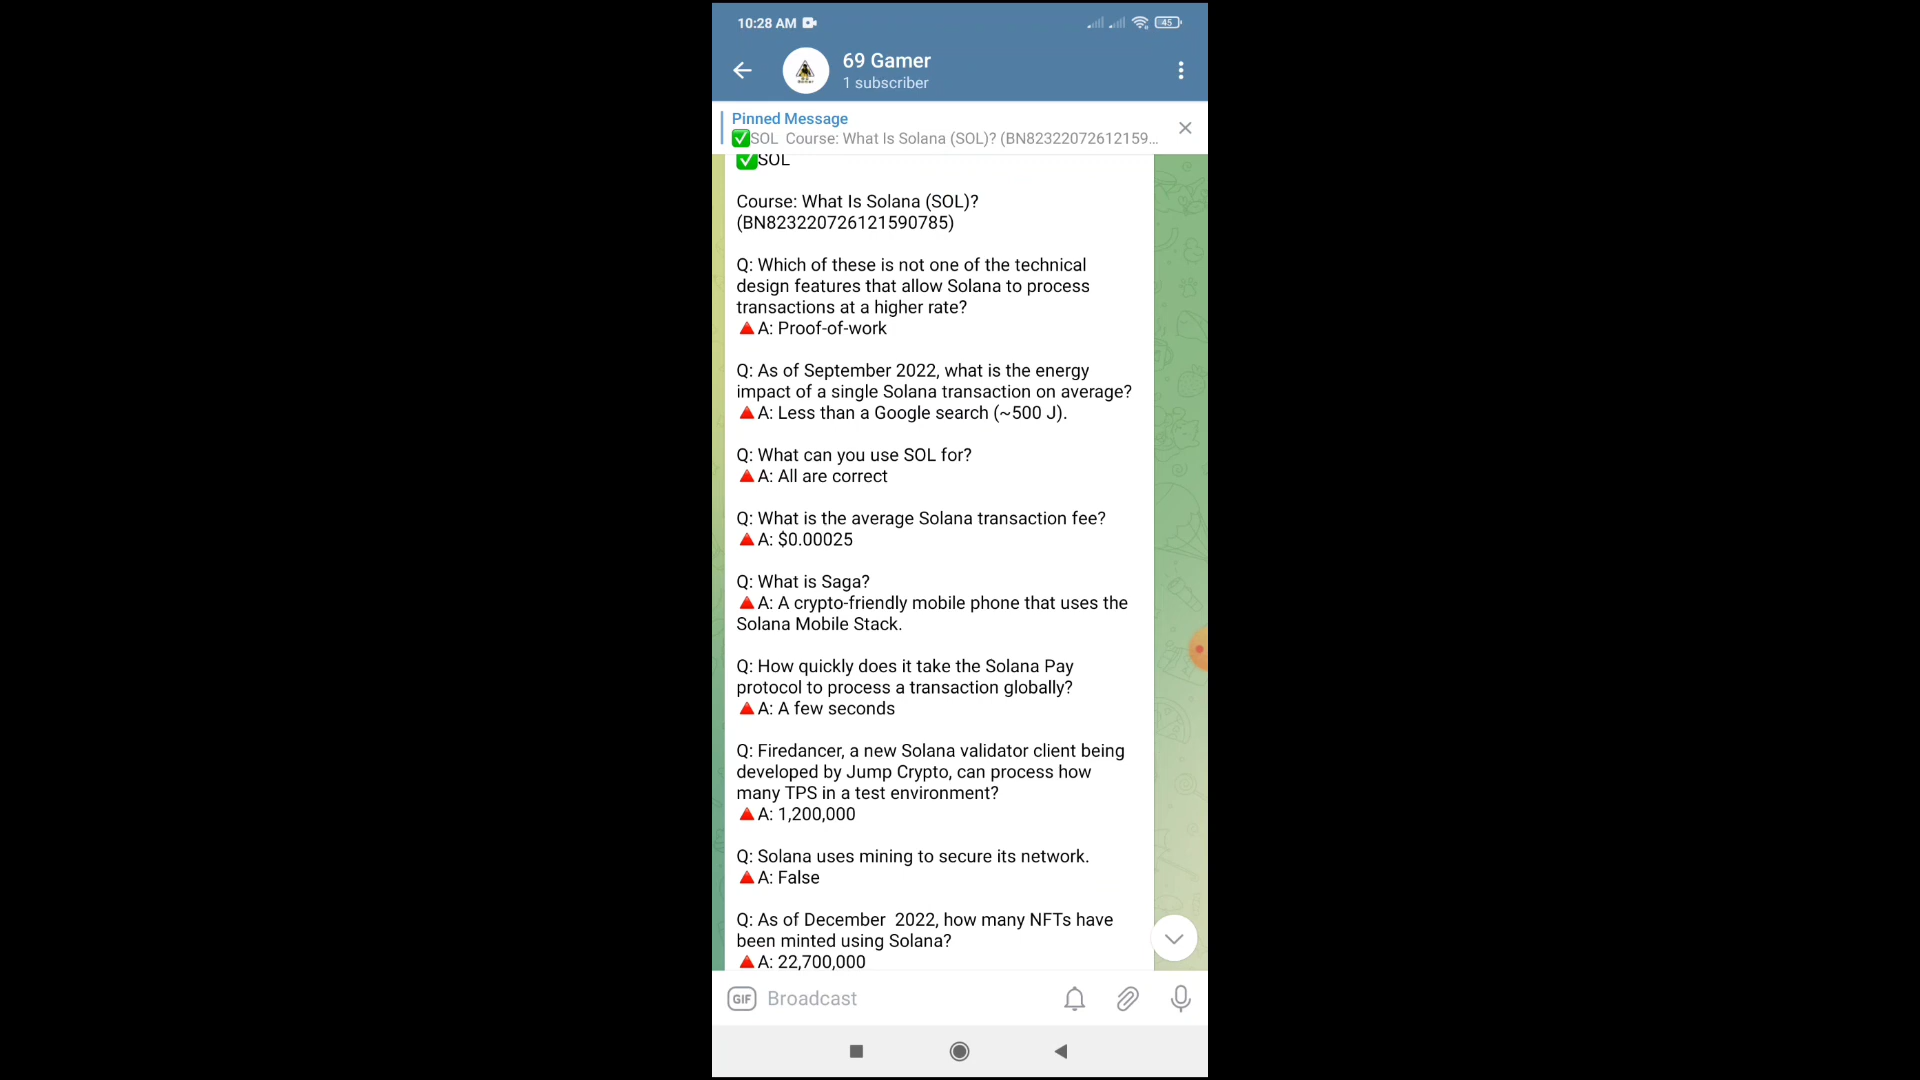 10:28 AM
45
69 Gamer
1 subscriber
Pinned Message
✅SOL Course: What Is Solana (SOL)? (BN82322072612159...
✅SOL
Course: What Is Solana (SOL)?
(BN823220726121590785)
Q: Which of these is not one of the technical
design features that allow Solana to process
transactions at a higher rate?
🔺A: Proof-of-work
Q: As of September 2022, what is the energy
impact of a single Solana transaction on average?
🔺A: Less than a Google search (~500 J).
Q: What can you use SOL for?
🔺A: All are correct
Q: What is the average Solana transaction fee?
🔺A: $0.00025
Q: What is Saga?
🔺A: A crypto-friendly mobile phone that uses the
Solana Mobile Stack.
Q: How quickly does it take the Solana Pay
protocol to process a transaction globally?
🔺A: A few seconds
Q: Firedancer, a new Solana validator client being
developed by Jump Crypto, can process how
many TPS in a test environment?
🔺A: 1,200,000
Q: Solana uses mining to secure its network.
🔺A: False
Q: As of December  2022, how many NFTs have
been minted using Solana?
🔺A: 22,700,000
GIF Broadcast